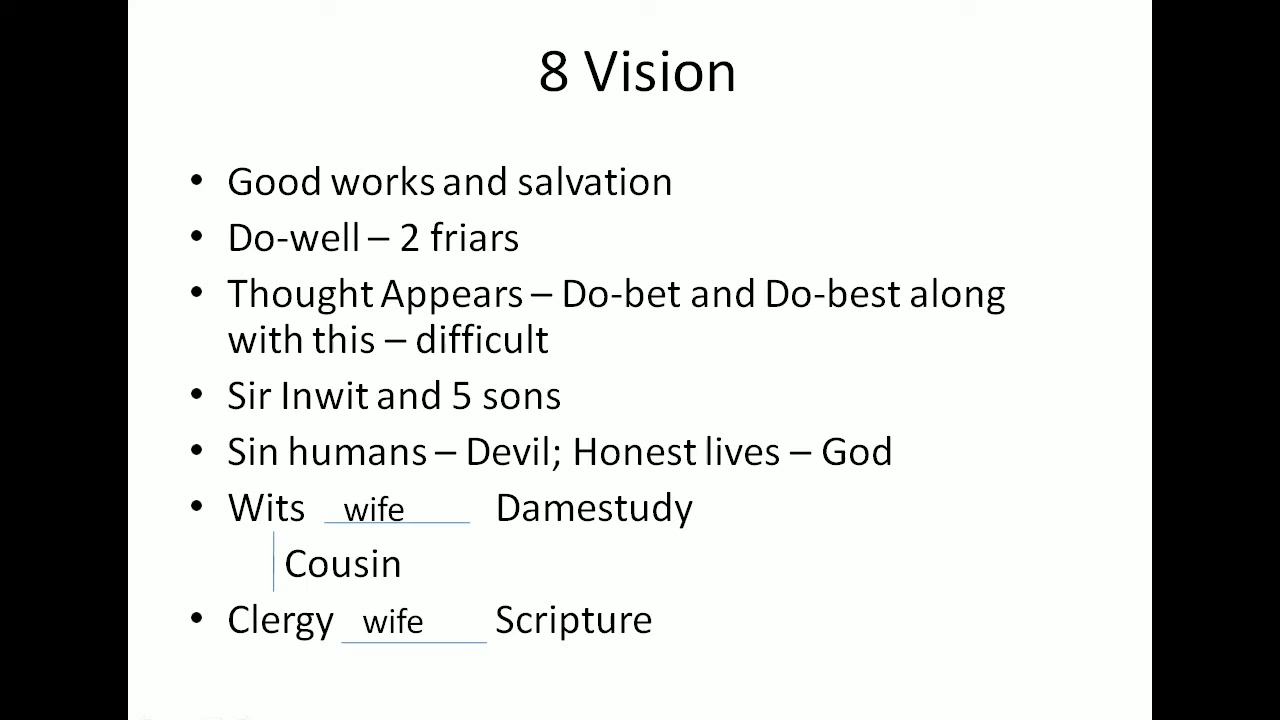 8 Vision
• Good works and salvation
• Do-well – 2 friars
• Thought Appears – Do-bet and Do-best along
with this – difficult
• Sir Inwit and 5 sons
• Sin humans – Devil; Honest lives – God
• Wits wife Damestudy
Cousin
• Clergy wife Scripture